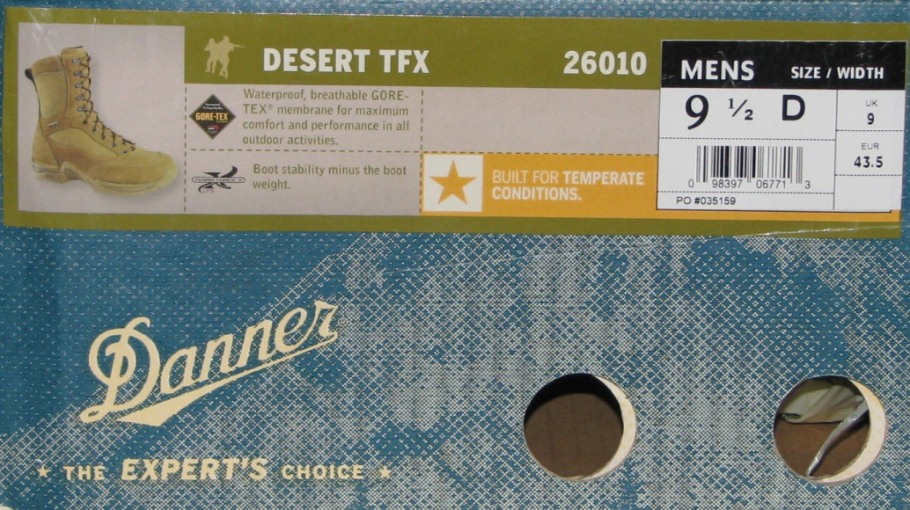 DESERT TFX
26010
GORE-TEX
Waterproof, breathable GORE-
TEX® membrane for maximum
comfort and performance in all
outdoor activities.
Boot stability minus the boot
weight.
BUILT FOR TEMPERATE
CONDITIONS.
MENS SIZE / WIDTH
9 ½ D
UK
9
EUR
43.5
0 98397 06771 3
PO #035159
Danner
THE EXPERT'S CHOICE